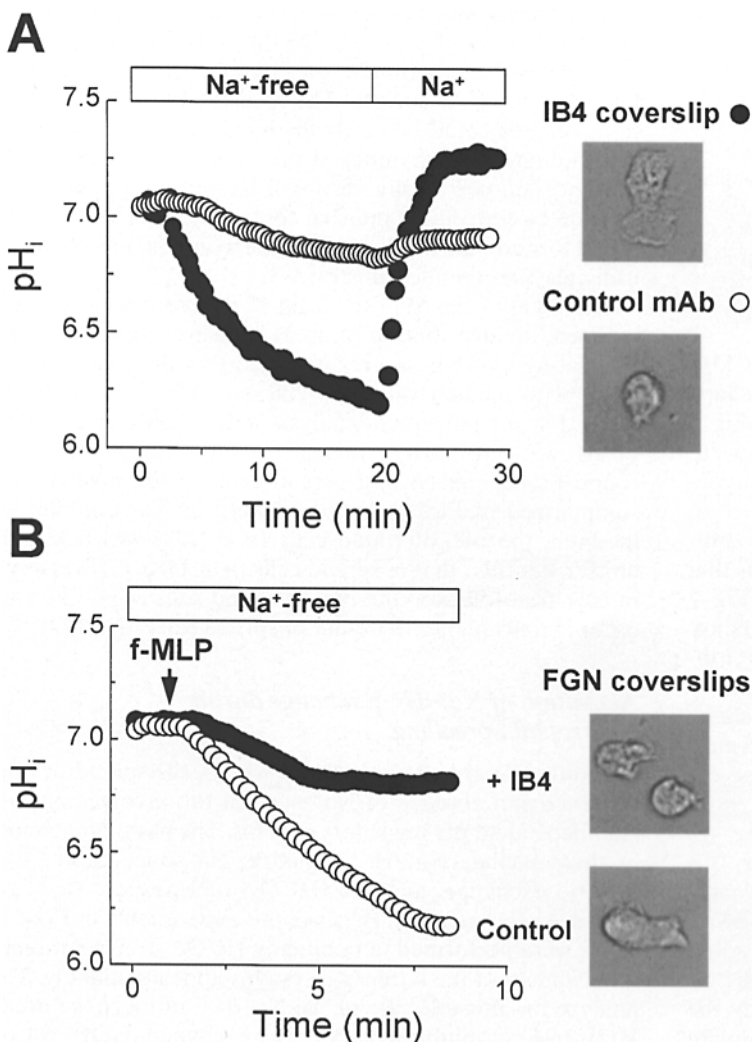 A
Na⁺-free
Na⁺
7.5
7.0
6.5
6.0
pHᵢ
0
10
20
30
Time (min)
IB4 coverslip
Control mAb
B
Na⁺-free
f-MLP
7.5
7.0
6.5
6.0
pHᵢ
+ IB4
Control
0
5
10
Time (min)
FGN coverslips